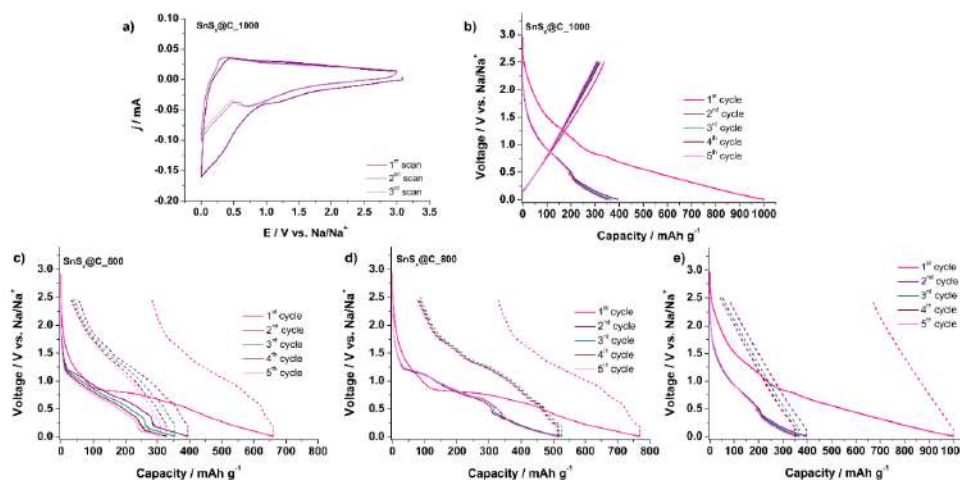 a)
SnSx@C_1000
j / mA
0.05
0.00
-0.05
-0.10
-0.15
-0.20
0.0 0.5 1.0 1.5 2.0 2.5 3.0 3.5
E / V vs. Na/Na+
1st scan
2nd scan
3rd scan
b)
SnSx@C_1000
Voltage / V vs. Na/Na+
3.0
2.5
2.0
1.5
1.0
0.5
0.0
0 100 200 300 400 500 600 700 800 900 1000
Capacity / mAh g-1
1st cycle
2nd cycle
3rd cycle
4th cycle
5th cycle
c)
SnSx@C_600
Voltage / V vs. Na/Na+
3.0
2.5
2.0
1.5
1.0
0.5
0.0
0 100 200 300 400 500 600 700 800
Capacity / mAh g-1
1st cycle
2nd cycle
3rd cycle
4th cycle
5th cycle
d)
SnSx@C_800
Voltage / V vs. Na/Na+
3.0
2.5
2.0
1.5
1.0
0.5
0.0
0 100 200 300 400 500 600 700 800
Capacity / mAh g-1
1st cycle
2nd cycle
3rd cycle
4th cycle
5th cycle
e)
Voltage / V vs. Na/Na+
3.0
2.5
2.0
1.5
1.0
0.5
0.0
0 100 200 300 400 500 600 700 800 900
Capacity / mAh g-1
1st cycle
2nd cycle
3rd cycle
4th cycle
5th cycle